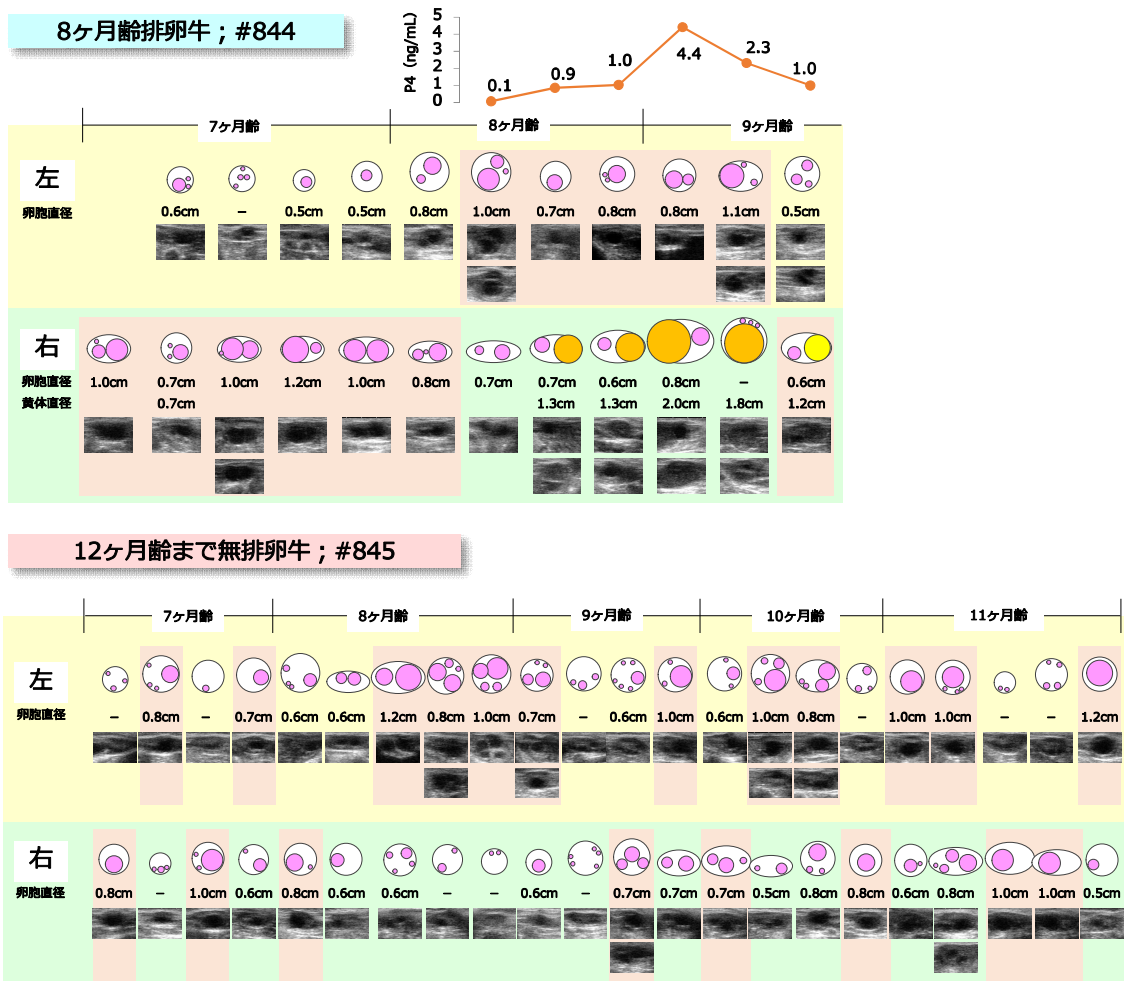 8ヶ月齢排卵牛；#844
P4（ng/mL）
5
4
3
2
1
0
0.1
0.9
1.0
4.4
2.3
1.0
7ヶ月齢
8ヶ月齢
9ヶ月齢
左
卵胞直径
0.6cm – 0.5cm 0.5cm 0.8cm 1.0cm 0.7cm 0.8cm 0.8cm 1.1cm 0.5cm
右
卵胞直径
1.0cm 0.7cm 1.0cm 1.2cm 1.0cm 0.8cm 0.7cm 0.7cm 0.6cm 0.8cm – 0.6cm
黄体直径
0.7cm 1.3cm 1.3cm 2.0cm 1.8cm 1.2cm
12ヶ月齢まで無排卵牛；#845
7ヶ月齢
8ヶ月齢
9ヶ月齢
10ヶ月齢
11ヶ月齢
左
卵胞直径
– 0.8cm – 0.7cm 0.6cm 0.6cm 1.2cm 0.8cm 1.0cm 0.7cm – 0.6cm 1.0cm 0.6cm 1.0cm 0.8cm – 1.0cm 1.0cm – – 1.2cm
右
卵胞直径
0.8cm – 1.0cm 0.6cm 0.8cm 0.6cm 0.6cm – – 0.6cm – 0.7cm 0.7cm 0.7cm 0.5cm 0.8cm 0.8cm 0.6cm 0.8cm 1.0cm 1.0cm 0.5cm